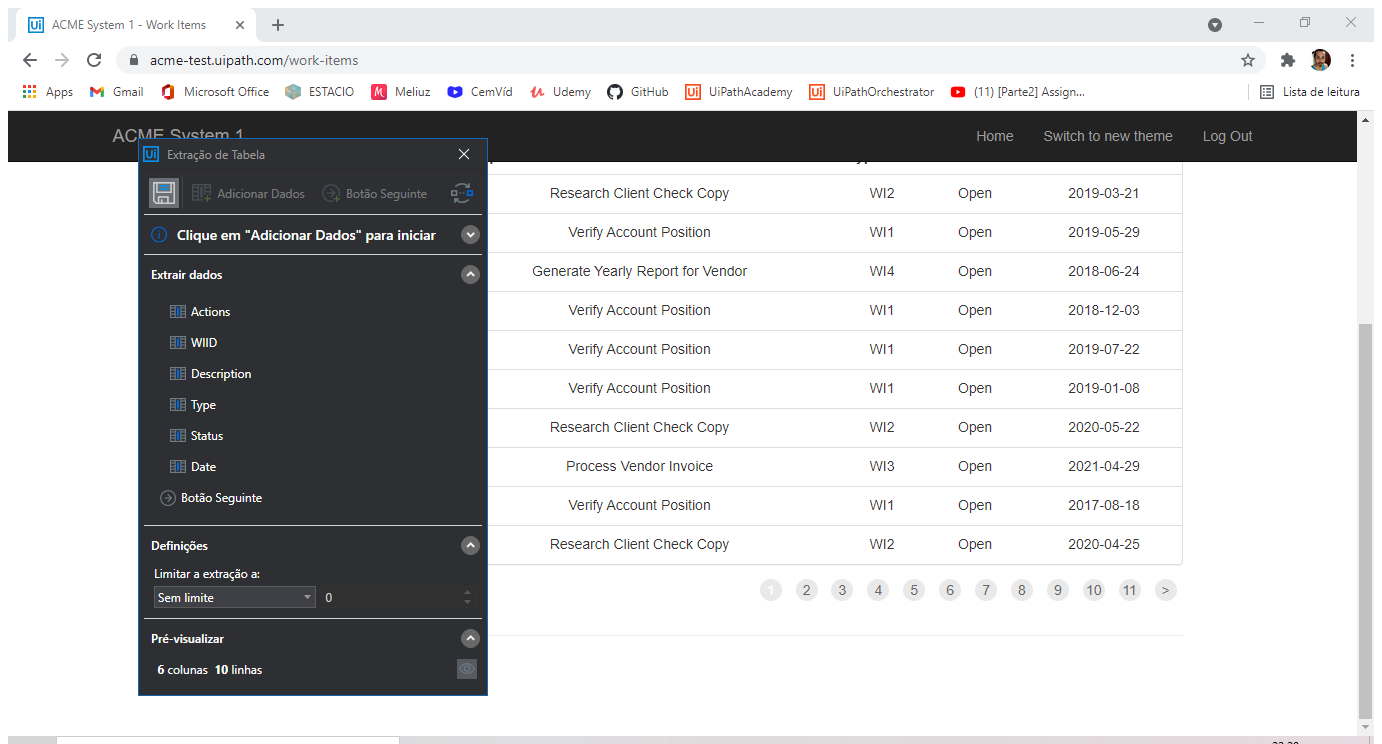 ACME System 1 - Work Items
acme-test.uipath.com/work-items
Apps Gmail Microsoft Office ESTACIO Meliuz CemVíd Udemy GitHub UiPathAcademy UiPathOrchestrator (11) [Parte2] Assign... Lista de leitura
ACME System 1 Home Switch to new theme Log Out
Ui Extração de Tabela
Adicionar Dados Botão Seguinte
Clique em "Adicionar Dados" para iniciar
Extrair dados
Actions
WIID
Description
Type
Status
Date
Botão Seguinte
Definições
Limitar a extração a:
Sem limite 0
Pré-visualizar
6 colunas 10 linhas
Research Client Check Copy WI2 Open 2019-03-21
Verify Account Position WI1 Open 2019-05-29
Generate Yearly Report for Vendor WI4 Open 2018-06-24
Verify Account Position WI1 Open 2018-12-03
Verify Account Position WI1 Open 2019-07-22
Verify Account Position WI1 Open 2019-01-08
Research Client Check Copy WI2 Open 2020-05-22
Process Vendor Invoice WI3 Open 2021-04-29
Verify Account Position WI1 Open 2017-08-18
Research Client Check Copy WI2 Open 2020-04-25
1 2 3 4 5 6 7 8 9 10 11 >